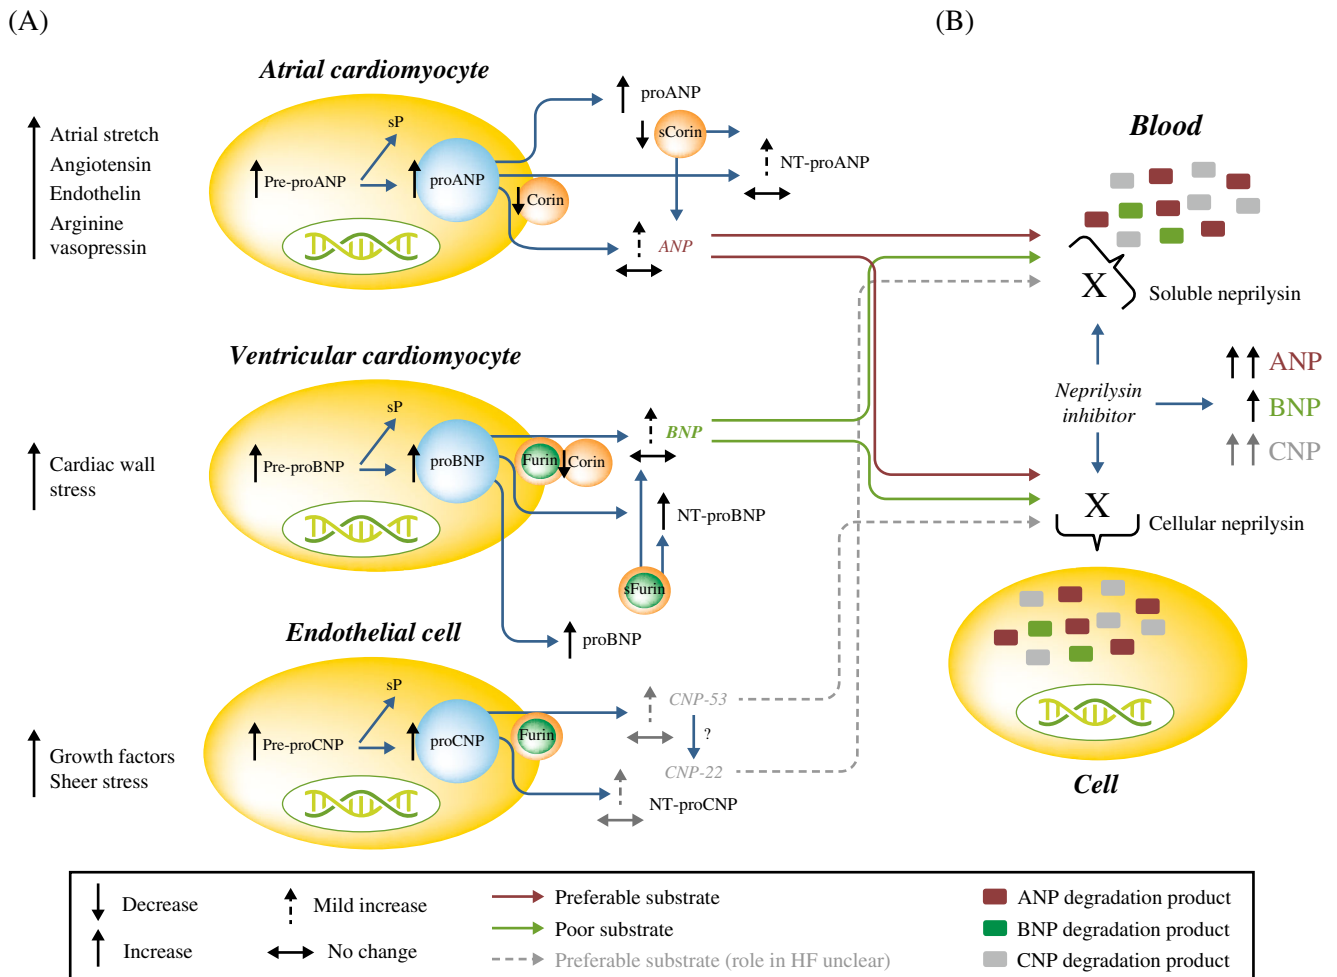 (A)
(B)
Atrial cardiomyocyte
Atrial stretch
Angiotensin
Endothelin
Arginine
vasopressin
sP
Pre-proANP
proANP
Corin
proANP
sCorin
NT-proANP
ANP
Ventricular cardiomyocyte
Cardiac wall
stress
sP
Pre-proBNP
proBNP
Furin
Corin
BNP
NT-proBNP
sFurin
proBNP
Endothelial cell
Growth factors
Sheer stress
sP
Pre-proCNP
proCNP
Furin
CNP-53
?
CNP-22
NT-proCNP
Blood
X
Soluble neprilysin
Neprilysin
inhibitor
ANP
BNP
CNP
X
Cellular neprilysin
Cell
Decrease
Increase
Mild increase
No change
Preferable substrate
Poor substrate
Preferable substrate (role in HF unclear)
ANP degradation product
BNP degradation product
CNP degradation product